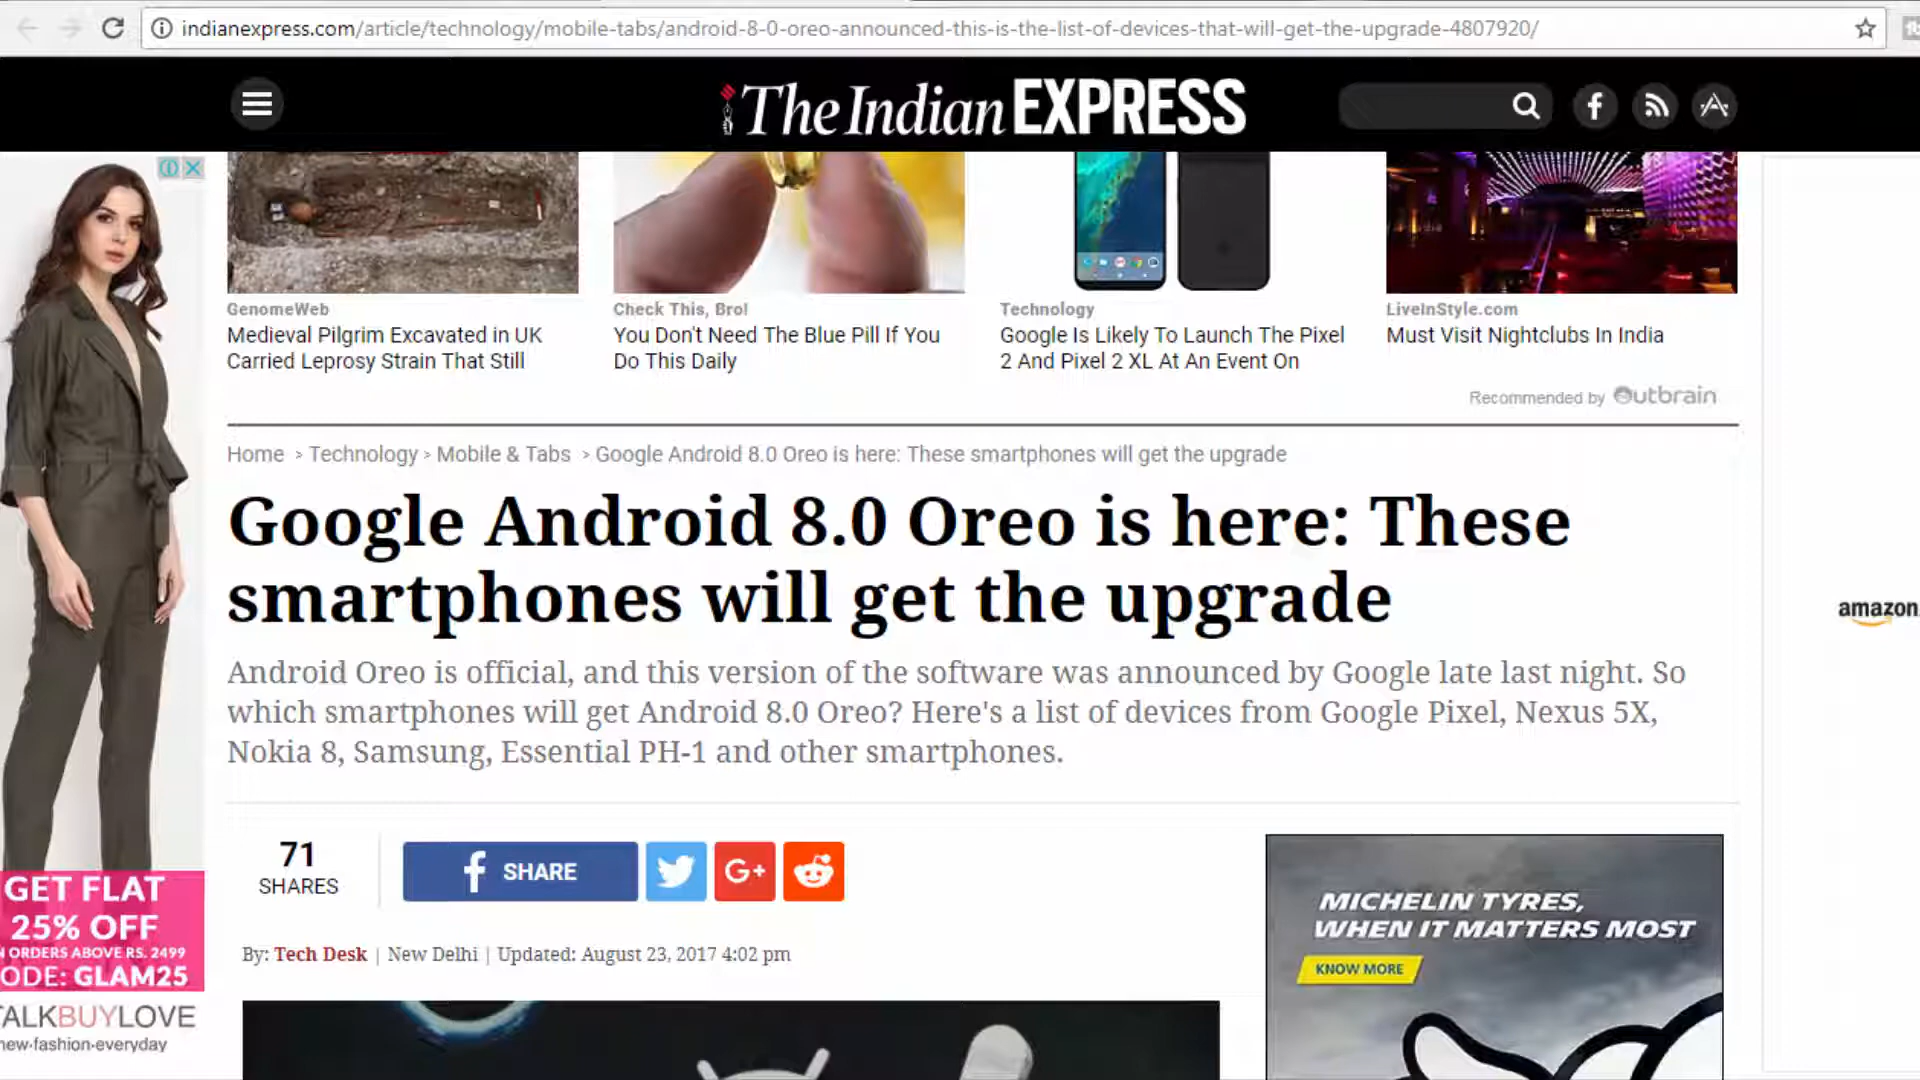 indianexpress.com/article/technology/mobile-tabs/android-8-0-oreo-announced-this-is-the-list-of-devices-that-will-get-the-upgrade-4807920/
The Indian EXPRESS
GenomeWeb
Medieval Pilgrim Excavated in UK
Carried Leprosy Strain That Still
Check This, Bro!
You Don't Need The Blue Pill If You
Do This Daily
Technology
Google Is Likely To Launch The Pixel
2 And Pixel 2 XL At An Event On
LiveInStyle.com
Must Visit Nightclubs In India
Recommended by Outbrain
Home > Technology > Mobile & Tabs > Google Android 8.0 Oreo is here: These smartphones will get the upgrade
Google Android 8.0 Oreo is here: These
smartphones will get the upgrade
Android Oreo is official, and this version of the software was announced by Google late last night. So
which smartphones will get Android 8.0 Oreo? Here's a list of devices from Google Pixel, Nexus 5X,
Nokia 8, Samsung, Essential PH-1 and other smartphones.
71
SHARES
f SHARE
G+
By: Tech Desk | New Delhi | Updated: August 23, 2017 4:02 pm
GET FLAT
25% OFF
N ORDERS ABOVE RS. 2499
ODE: GLAM25
TALKBUYLOVE
new-fashion-everyday
MICHELIN TYRES,
WHEN IT MATTERS MOST
KNOW MORE
amazon.